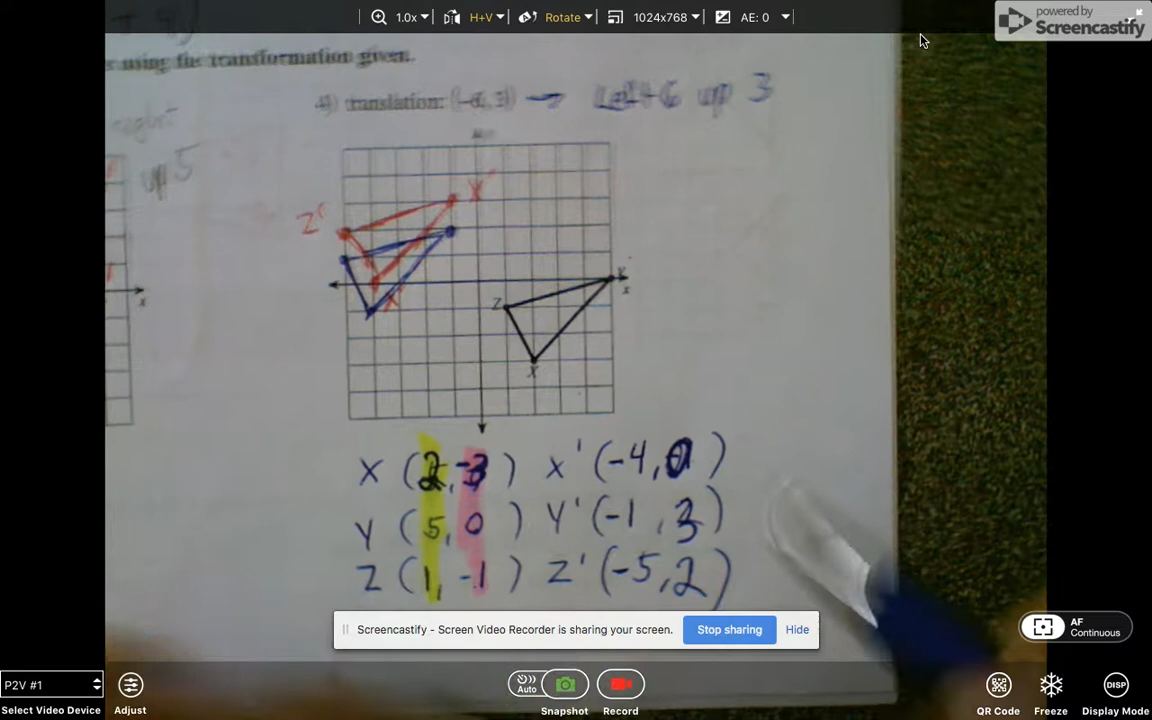 1.0x H+V Rotate 1024x768 AE: 0
powered by
Screencastify
using the transformation given.
4) translation: → Left 6 up 3
up 5
Y'
Z'
x
Y
x
Z
X
X (2, -3) X' (-4, 0)
Y (5, 0) Y' (-1, 3)
Z (1, -1) Z' (-5, 2)
Screencastify - Screen Video Recorder is sharing your screen. Stop sharing Hide
AF
Continuous
P2V #1
Auto
Select Video Device Adjust Snapshot Record QR Code Freeze Display Mode
DISP